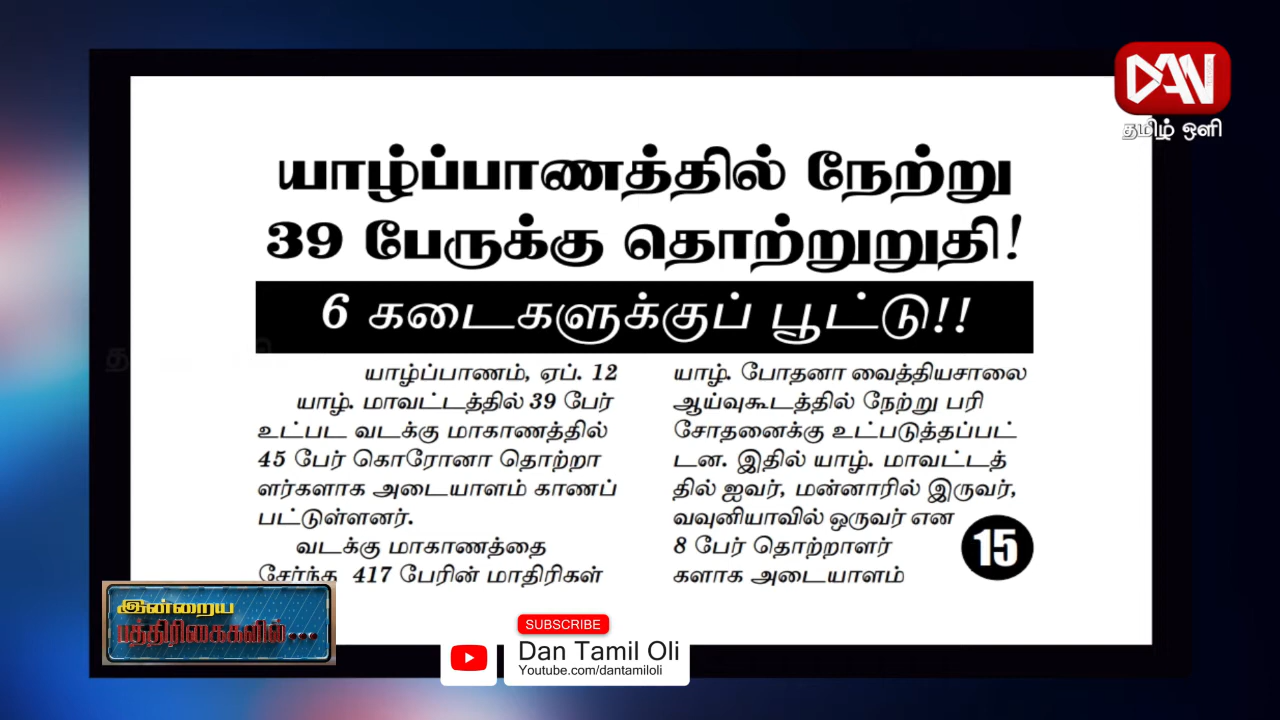 DAN
தமிழ் ஒளி
யாழ்ப்பாணத்தில் நேற்று
39 பேருக்கு தொற்றுறுதி!
6 கடைகளுக்குப் பூட்டு!!
யாழ்ப்பாணம், ஏப். 12
யாழ். மாவட்டத்தில் 39 பேர்
உட்பட வடக்கு மாகாணத்தில்
45 பேர் கொரோனா தொற்றா
ளர்களாக அடையாளம் காணப்
பட்டுள்ளனர்.
வடக்கு மாகாணத்தை
சேர்ந்த 417 பேரின் மாதிரிகள்
யாழ். போதனா வைத்தியசாலை
ஆய்வுகூடத்தில் நேற்று பரி
சோதனைக்கு உட்படுத்தப்பட்
டன. இதில் யாழ். மாவட்டத்
தில் ஐவர், மன்னாரில் இருவர்,
வவுனியாவில் ஒருவர் என
8 பேர் தொற்றாளர்
களாக அடையாளம்
15
இன்றைய
பத்திரிகைகளில்...
SUBSCRIBE
Dan Tamil Oli
Youtube.com/dantamiloli